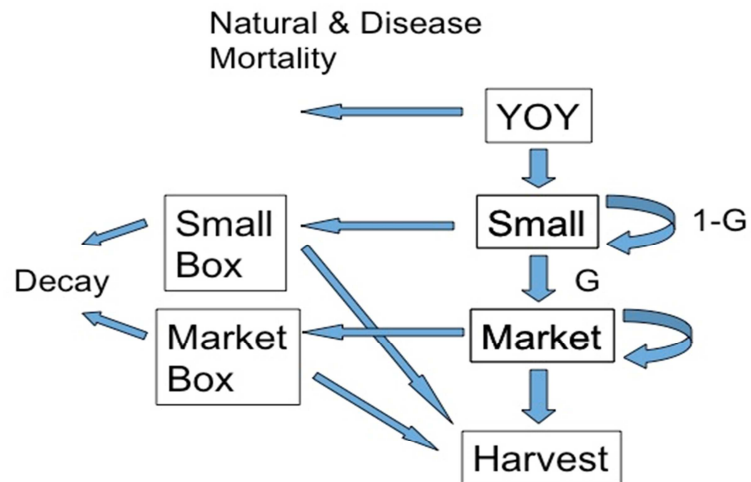 Natural & Disease
Mortality
YOY
Small
Box
Small
1-G
Decay
G
Market
Box
Market
Harvest